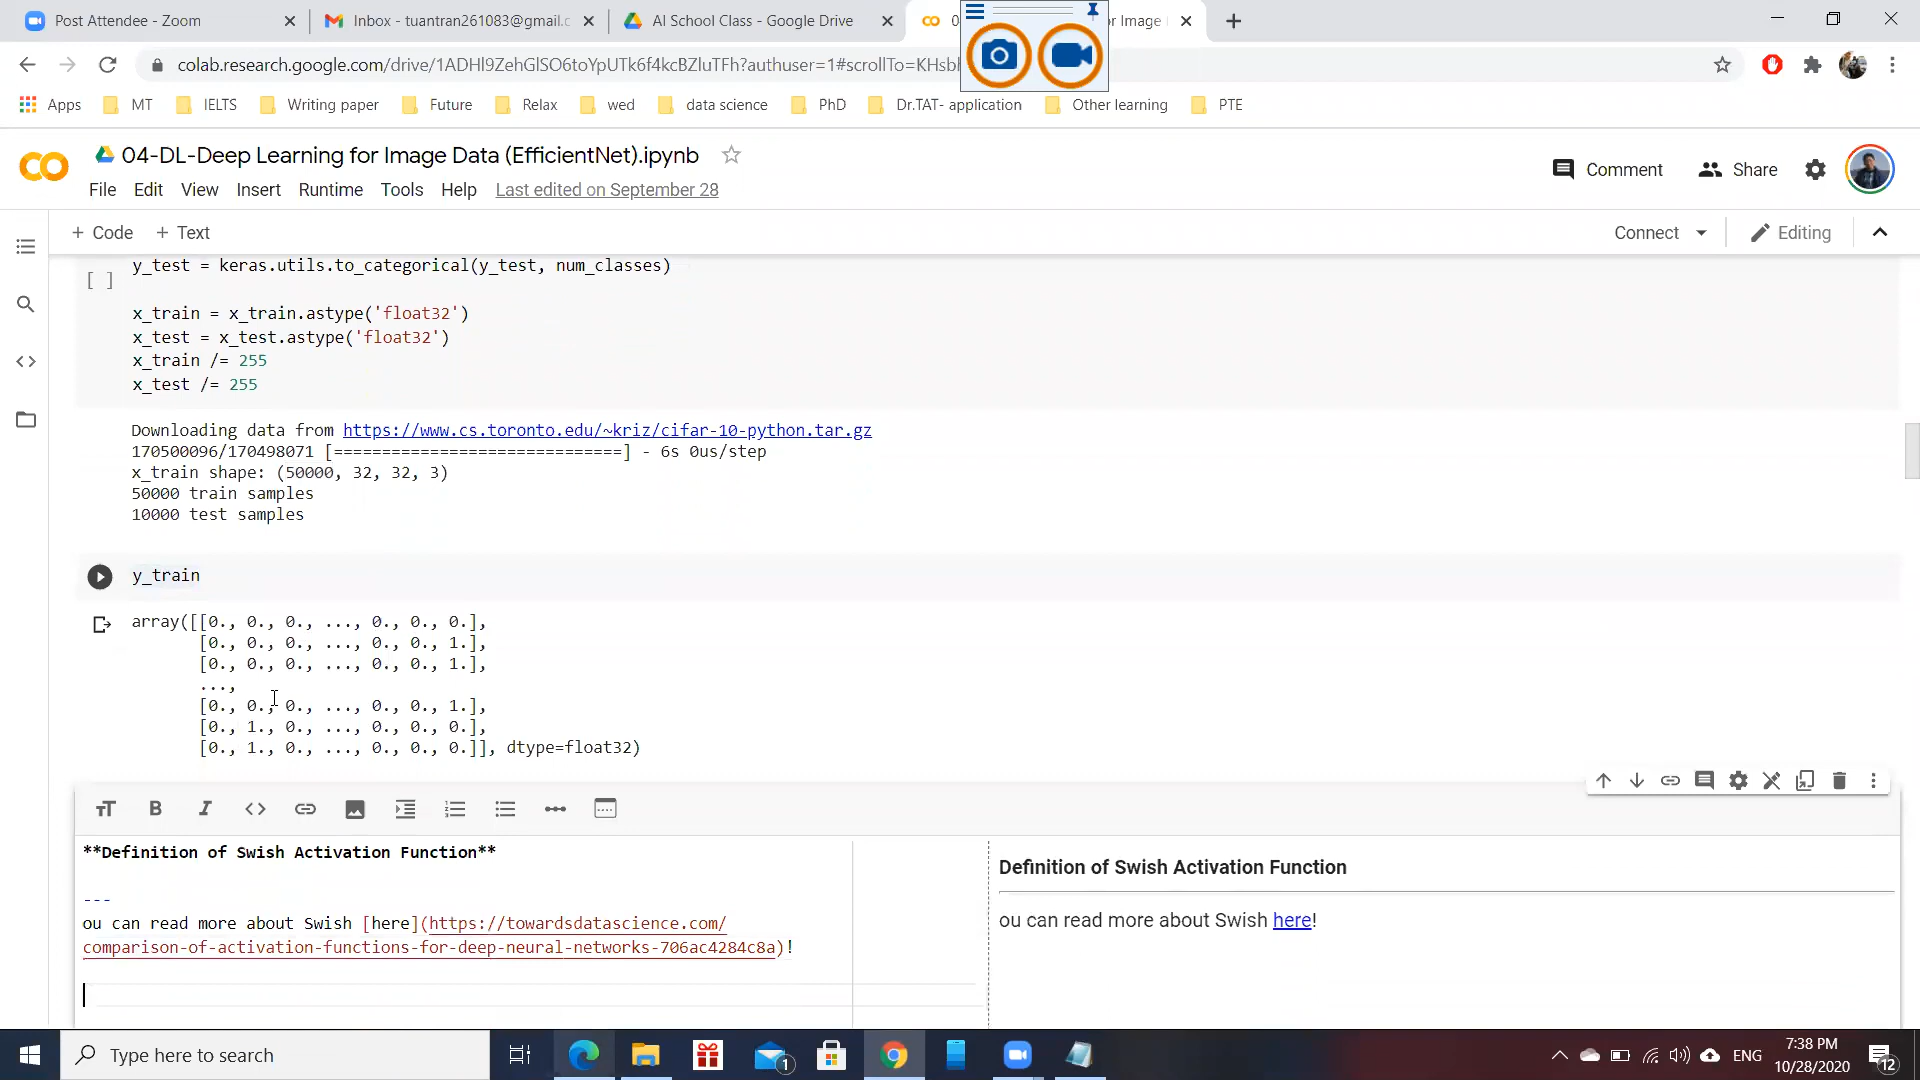 Post Attendee - Zoom
Inbox - tuantran261083@gmail.c
AI School Class - Google Drive
or Image
colab.research.google.com/drive/1ADHl9ZehGlSO6toYpUTk6f4kcBZluTFh?authuser=1#scrollTo=KHsbl
Apps MT IELTS Writing paper Future Relax wed data science PhD Dr.TAT- application Other learning PTE
04-DL-Deep Learning for Image Data (EfficientNet).ipynb
Comment Share
File Edit View Insert Runtime Tools Help Last edited on September 28
+ Code + Text Connect Editing
y_test = keras.utils.to_categorical(y_test, num_classes)
[ ]
x_train = x_train.astype('float32')
x_test = x_test.astype('float32')
x_train /= 255
x_test /= 255
Downloading data from https://www.cs.toronto.edu/~kriz/cifar-10-python.tar.gz
170500096/170498071 [==============================] - 6s 0us/step
x_train shape: (50000, 32, 32, 3)
50000 train samples
10000 test samples
y_train
array([[0., 0., 0., ..., 0., 0., 0.],
[0., 0., 0., ..., 0., 0., 1.],
[0., 0., 0., ..., 0., 0., 1.],
...,
[0., 0., 0., ..., 0., 0., 1.],
[0., 1., 0., ..., 0., 0., 0.],
[0., 1., 0., ..., 0., 0., 0.]], dtype=float32)
**Definition of Swish Activation Function**
---
ou can read more about Swish [here](https://towardsdatascience.com/
comparison-of-activation-functions-for-deep-neural-networks-706ac4284c8a)!
Definition of Swish Activation Function
ou can read more about Swish here!
Type here to search
1
ENG
7:38 PM
10/28/2020
12